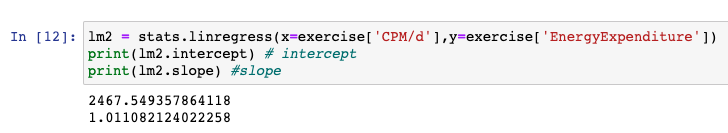 In [12]: lm2 = stats.linregress(x=exercise['CPM/d'],y=exercise['EnergyExpenditure'])
print(lm2.intercept) # intercept
print(lm2.slope) #slope
2467.549357864118
1.011082124022258